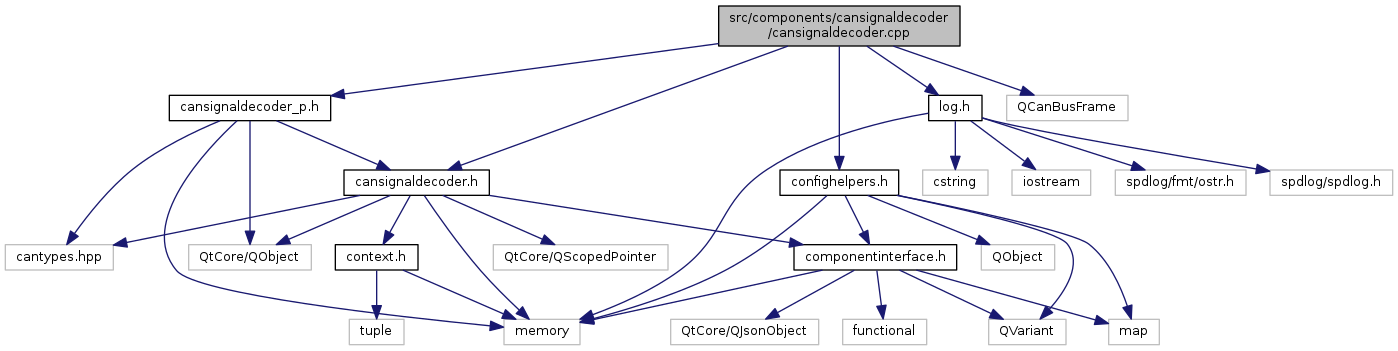 src/components/cansignaldecoder
/cansignaldecoder.cpp
cansignaldecoder_p.h
log.h
QCanBusFrame
cansignaldecoder.h
confighelpers.h
cstring
iostream
spdlog/fmt/ostr.h
spdlog/spdlog.h
cantypes.hpp
QtCore/QObject
context.h
QtCore/QScopedPointer
componentinterface.h
QObject
tuple
memory
QtCore/QJsonObject
functional
QVariant
map